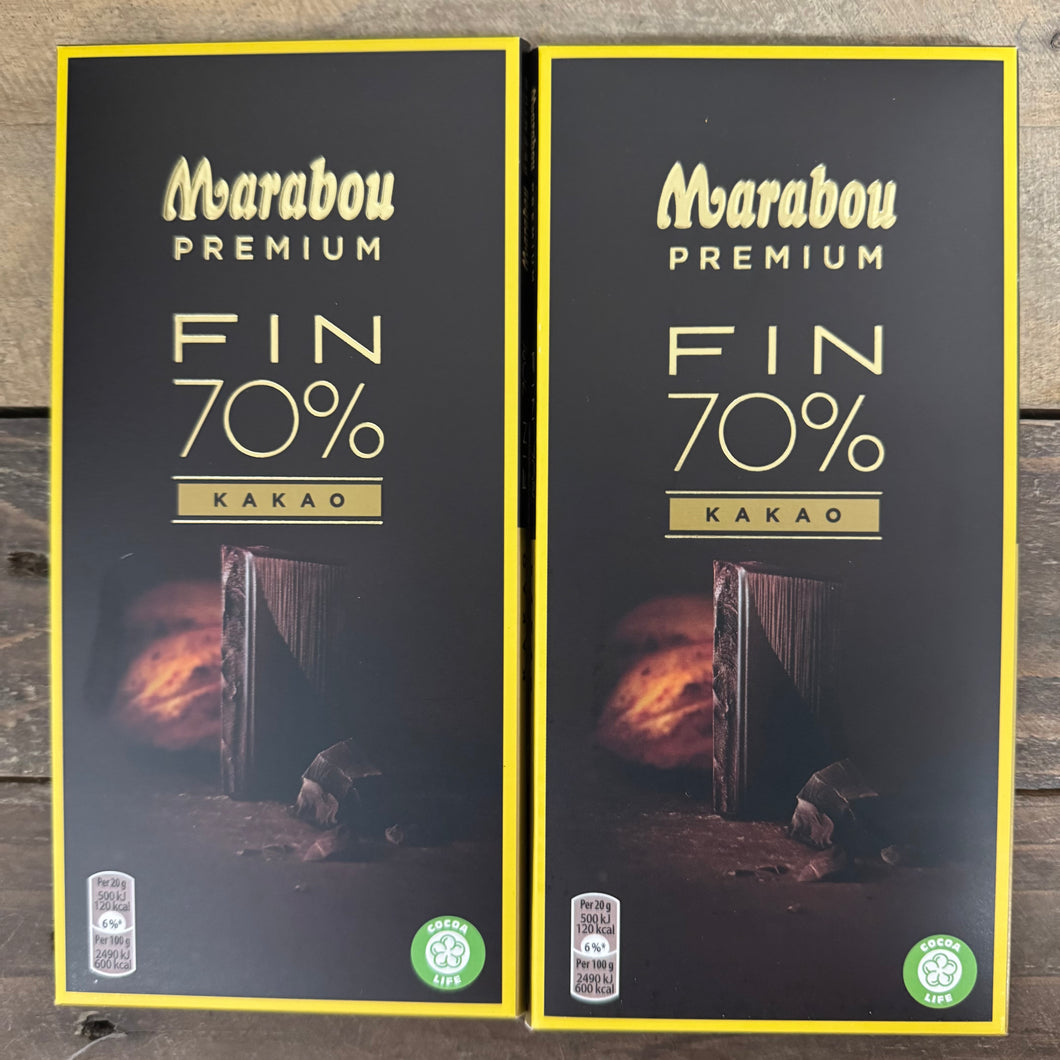 Marabou
PREMIUM
FIN
70%
KAKAO
Per 20 g
500 kJ
120 kcal
6%*
Per 100 g
2490 kJ
600 kcal
COCOA
LIFE
Marabou
PREMIUM
FIN
70%
KAKAO
Per 20 g
500 kJ
120 kcal
6%*
Per 100 g
2490 kJ
600 kcal
COCOA
LIFE